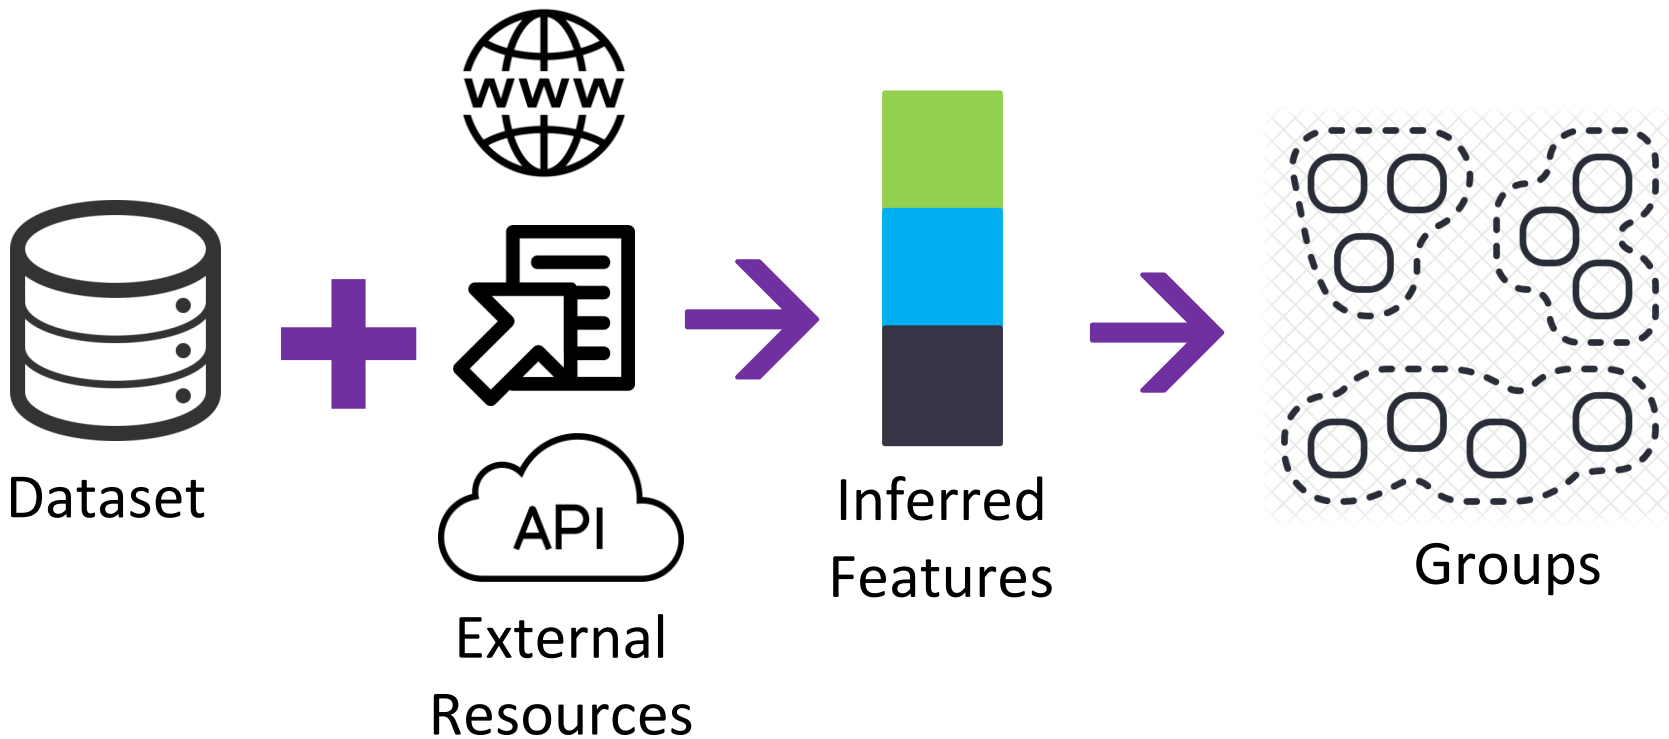 WWW
Dataset
API
External
Resources
Inferred
Features
Groups